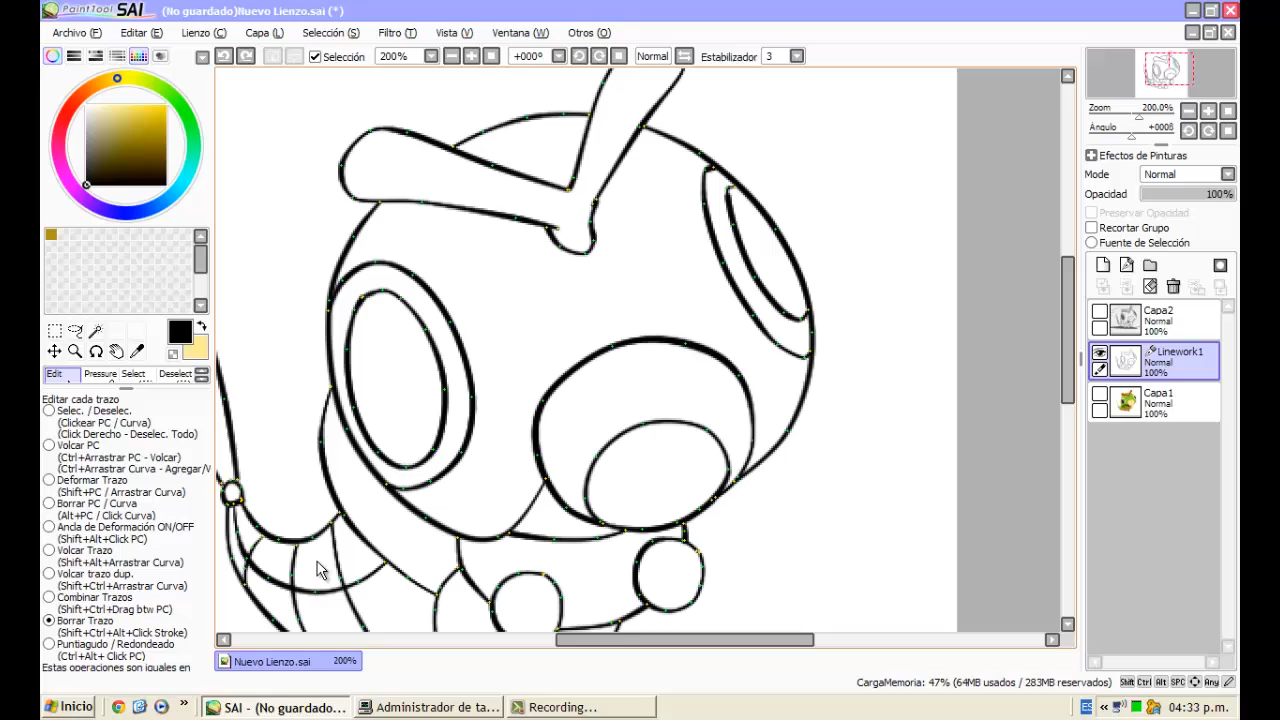 PaintTool SAI (No guardado)Nuevo Lienzo.sai (*)
Archivo (F) Editar (E) Lienzo (C) Capa (L) Selección (S) Filtro (T) Vista (V) Ventana (W) Otros (O)
Selección 200% +000º Normal Estabilizador 3
Zoom 200.0%
Ángulo +000ß
Efectos de Pinturas
Mode Normal
Opacidad 100%
Preservar Opacidad
Recortar Grupo
Fuente de Selección
Capa2
Normal
100%
Linework1
Normal
100%
Capa1
Normal
100%
Edit Pressure Select Deselect
Editar cada trazo
Selec. / Deselec.
(Clickear PC / Curva)
(Click Derecho - Deselec. Todo)
Volcar PC
(Ctrl+Arrastrar PC - Volcar)
(Ctrl+Arrastrar Curva - Agregar/V
Deformar Trazo
(Shift+PC / Arrastrar Curva)
Borrar PC / Curva
(Alt+PC / Click Curva)
Ancla de Deformación ON/OFF
(Shift+Alt+Click PC)
Volcar Trazo
(Shift+Alt+Arrastrar Curva)
Volcar trazo dup.
(Shift+Ctrl+Arrastrar Curva)
Combinar Trazos
(Shift+Ctrl+Drag btw PC)
Borrar Trazo
(Shift+Ctrl+Alt+Click Stroke)
Puntiagudo / Redondeado
(Ctrl+Alt+ Click PC)
Estas operaciones son iguales en
Nuevo Lienzo.sai 200%
CargaMemoria: 47% (64MB usados / 283MB reservados) Shift Ctrl Alt SPC Any
Inicio » SAI - (No guardado... Administrador de ta... Recording... ES « 04:33 p.m.